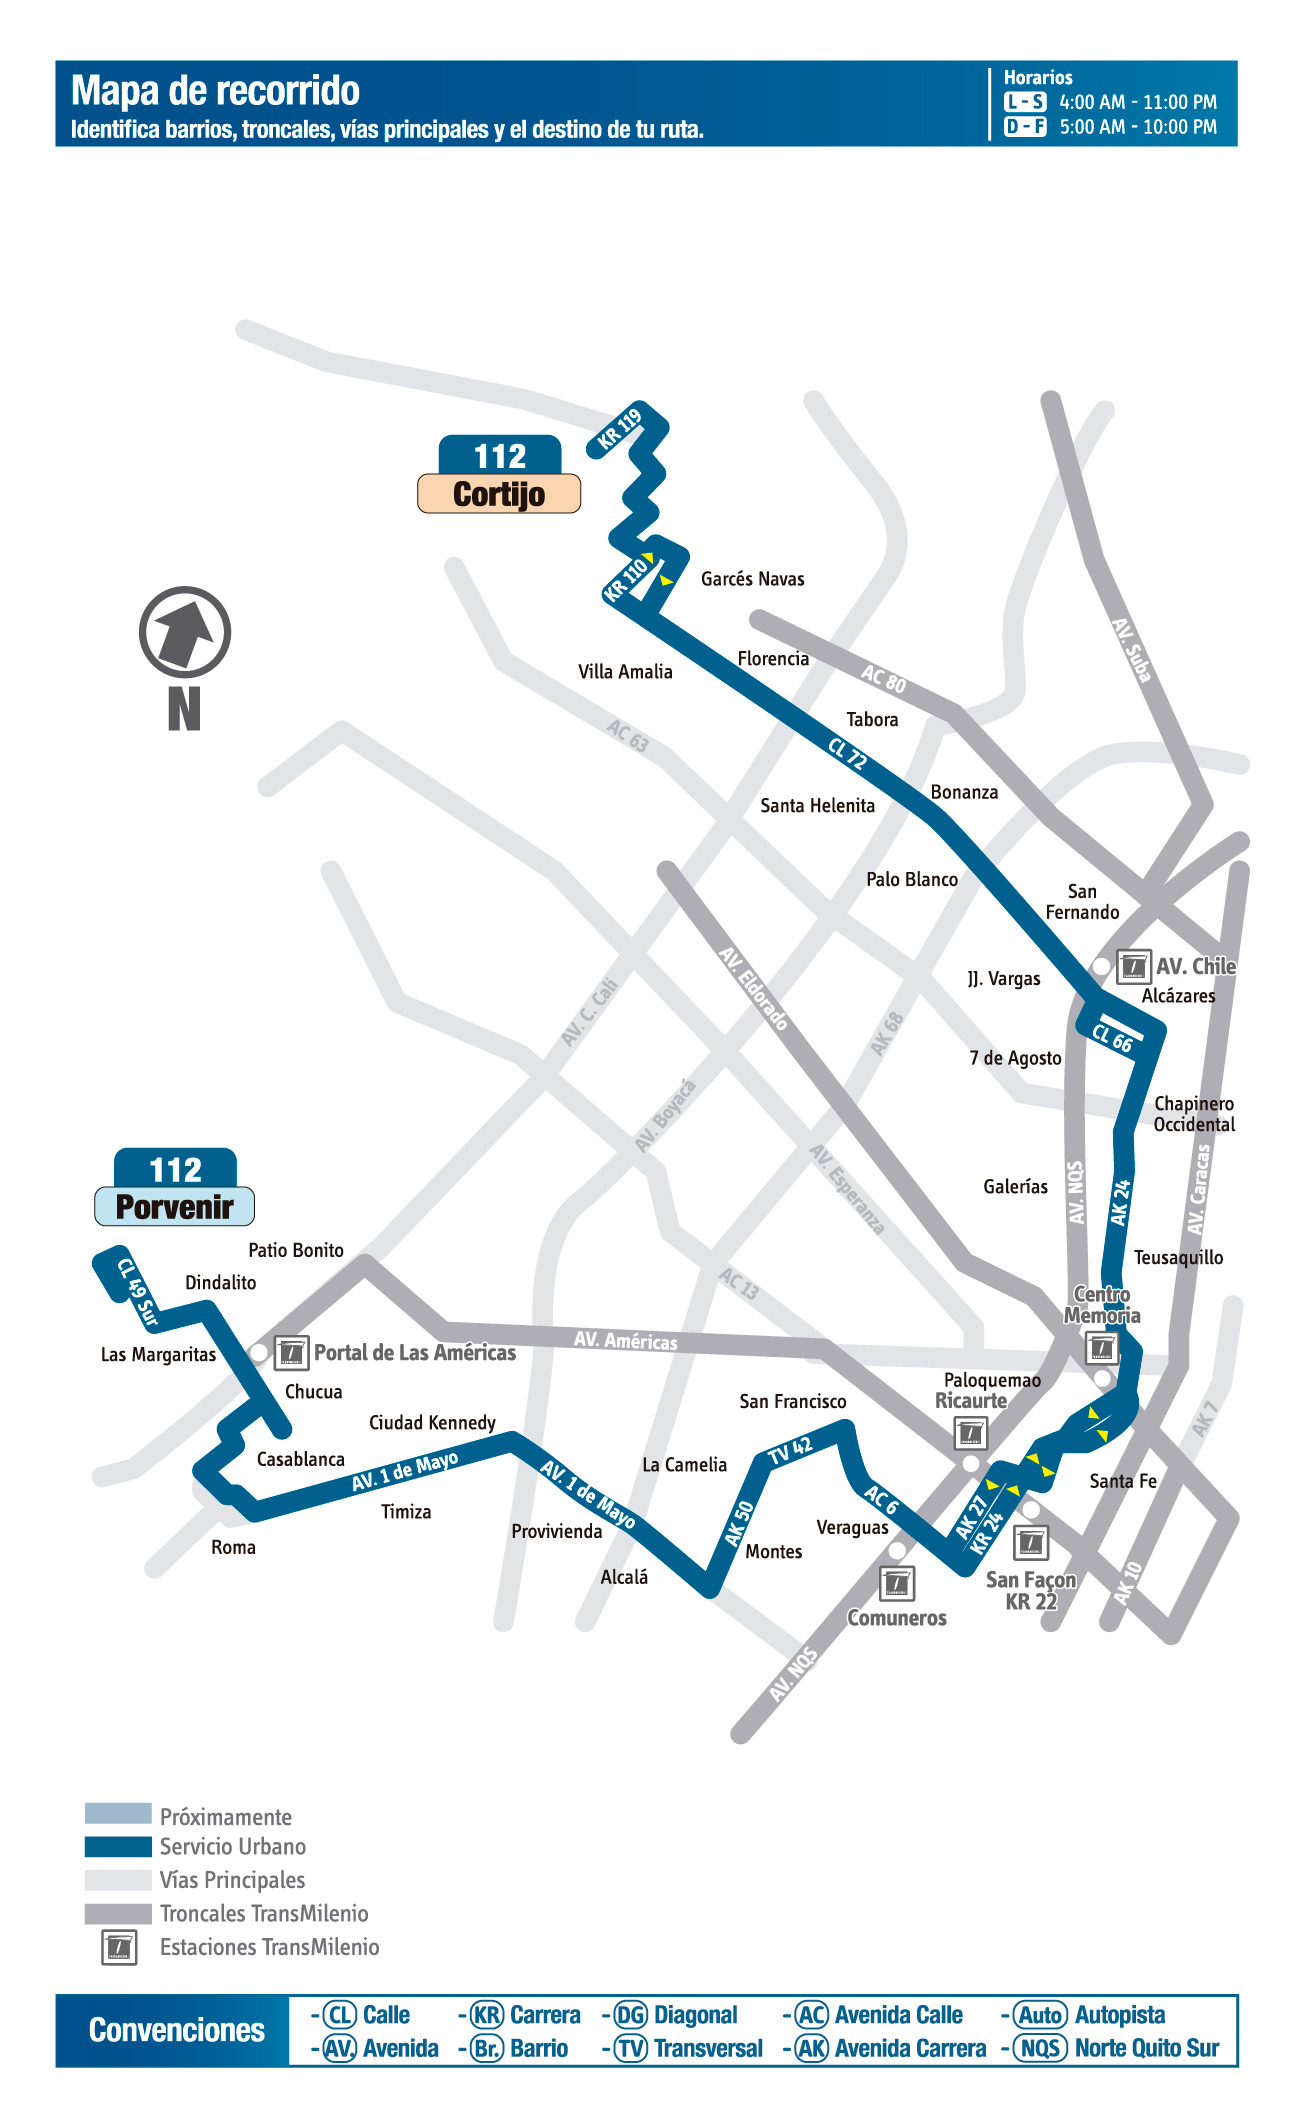 Mapa de recorrido
Identifica barrios, troncales, vías principales y el destino de tu ruta.
Horarios
L - S 4:00 AM - 11:00 PM
D - F 5:00 AM - 10:00 PM
KR 119
112
Cortijo
KR 110
Garcés Navas
N
Villa Amalia
Florencia
AC 80
AV. Suba
Tabora
AC 63
CL 72
Santa Helenita
Bonanza
Palo Blanco
San
Fernando
AV. Eldorado
JJ. Vargas
AV. Chile
Alcázares
AV. C. Cali
AK 68
CL 66
7 de Agosto
Chapinero
Occidental
AV. Boyacá
AV. Esperanza
AV. NQS
Galerías
AK 24
AV. Caracas
112
Porvenir
Patio Bonito
Dindalito
CL 49 Sur
Teusaquillo
AC 13
Centro
Memoria
Las Margaritas
Portal de Las Américas
AV. Américas
Chucua
Paloquemao
Ricaurte
San Francisco
AK 7
Ciudad Kennedy
Casablanca
AV. 1 de Mayo
AV. 1 de Mayo
La Camelia
TV 42
Santa Fe
Timiza
AC 6
AK 50
AK 27
KR 24
Provivienda
Veraguas
Roma
Montes
Alcalá
San Façon
KR 22
AK 10
Comuneros
AV. NQS
Próximamente
Servicio Urbano
Vías Principales
Troncales TransMilenio
Estaciones TransMilenio
Convenciones
- CL Calle - KR Carrera - DG Diagonal - AC Avenida Calle - Auto Autopista
- AV. Avenida - Br. Barrio - TV Transversal - AK Avenida Carrera - NQS Norte Quito Sur